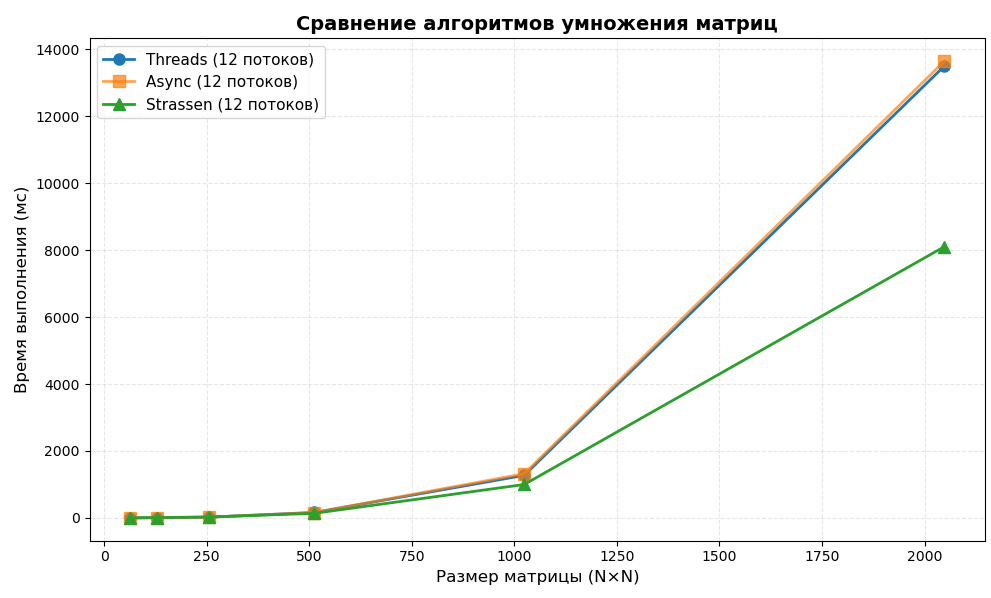 Сравнение алгоритмов умножения матриц
Threads (12 потоков)
Async (12 потоков)
Strassen (12 потоков)
Время выполнения (мс)
14000
12000
10000
8000
6000
4000
2000
0
0 250 500 750 1000 1250 1500 1750 2000
Размер матрицы (N×N)